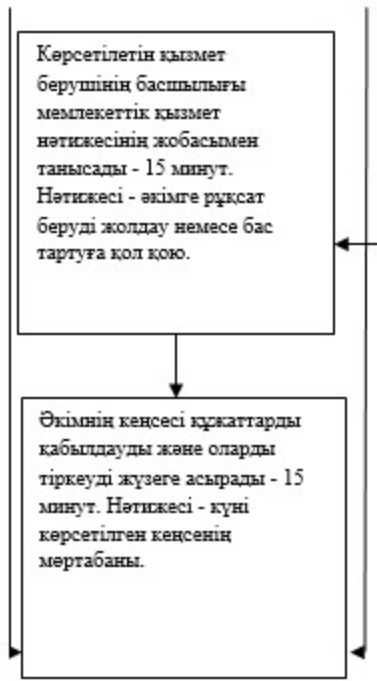 Көрсетілетін қызмет
берушінің басшылығы
мемлекеттік қызмет
нәтижесінің жобасымен
танысады - 15 минут.
Нәтижесі - әкімге рұқсат
беруді жолдау немесе бас
тартуға қол қою.
Әкімнің кеңсесі құжаттарды
қабылдауды және оларды
тіркеуді жүзеге асырады - 15
минут. Нәтижесі - күні
көрсетілген кеңсенің
мөртабаны.